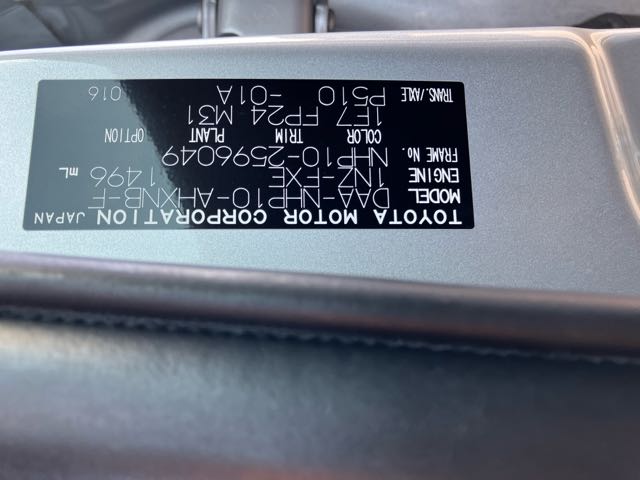 TOYOTA MOTOR CORPORATION JAPAN
MODEL DAA-NHP10-AHXNB-F
ENGINE 1NZ-FXE 1496 mL
FRAME No. NHP10-2596049
COLOR TRIM PLANT OPTION
1E7 FP24 M31
-01A
TRANS./AXLE P510 016